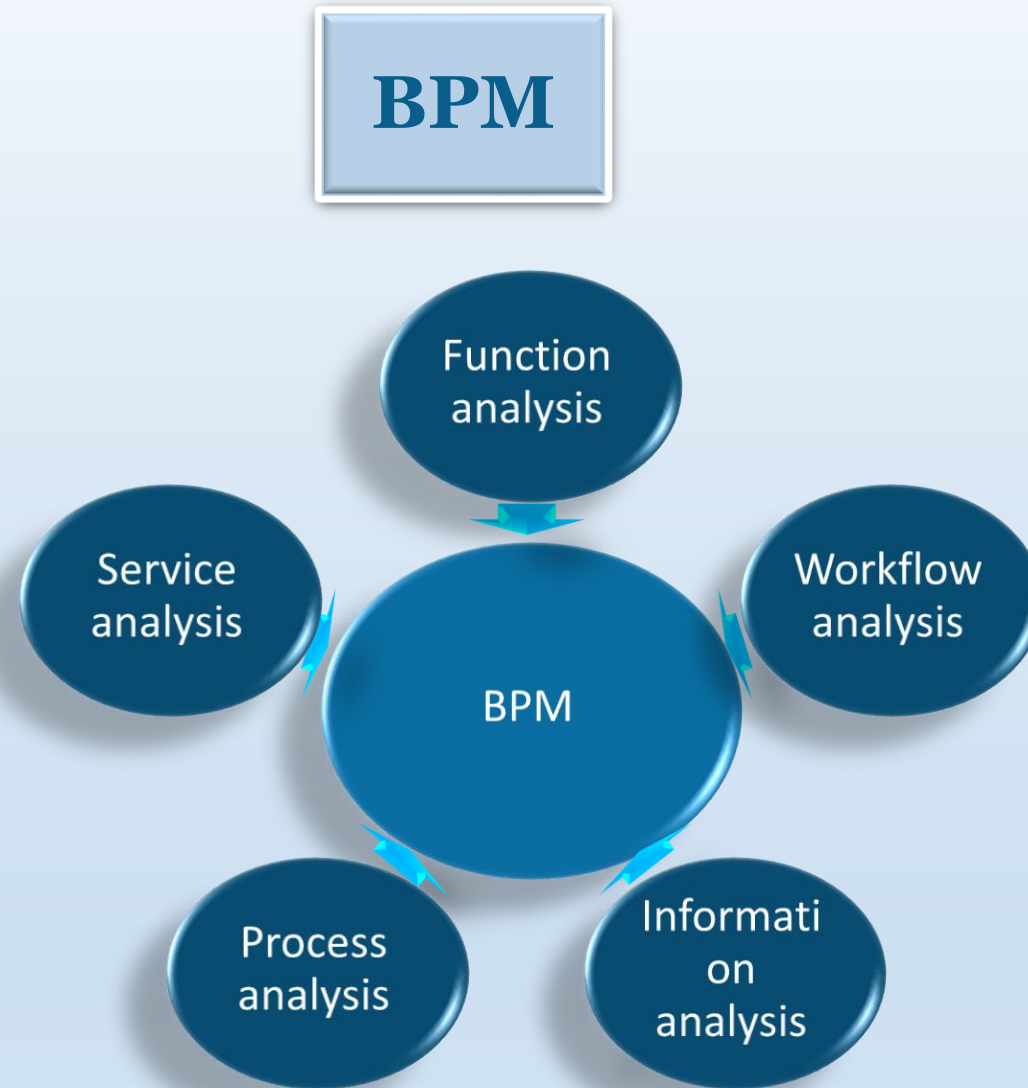 BPM
Function
analysis
Service
analysis
Workflow
analysis
BPM
Process
analysis
Informati
on
analysis